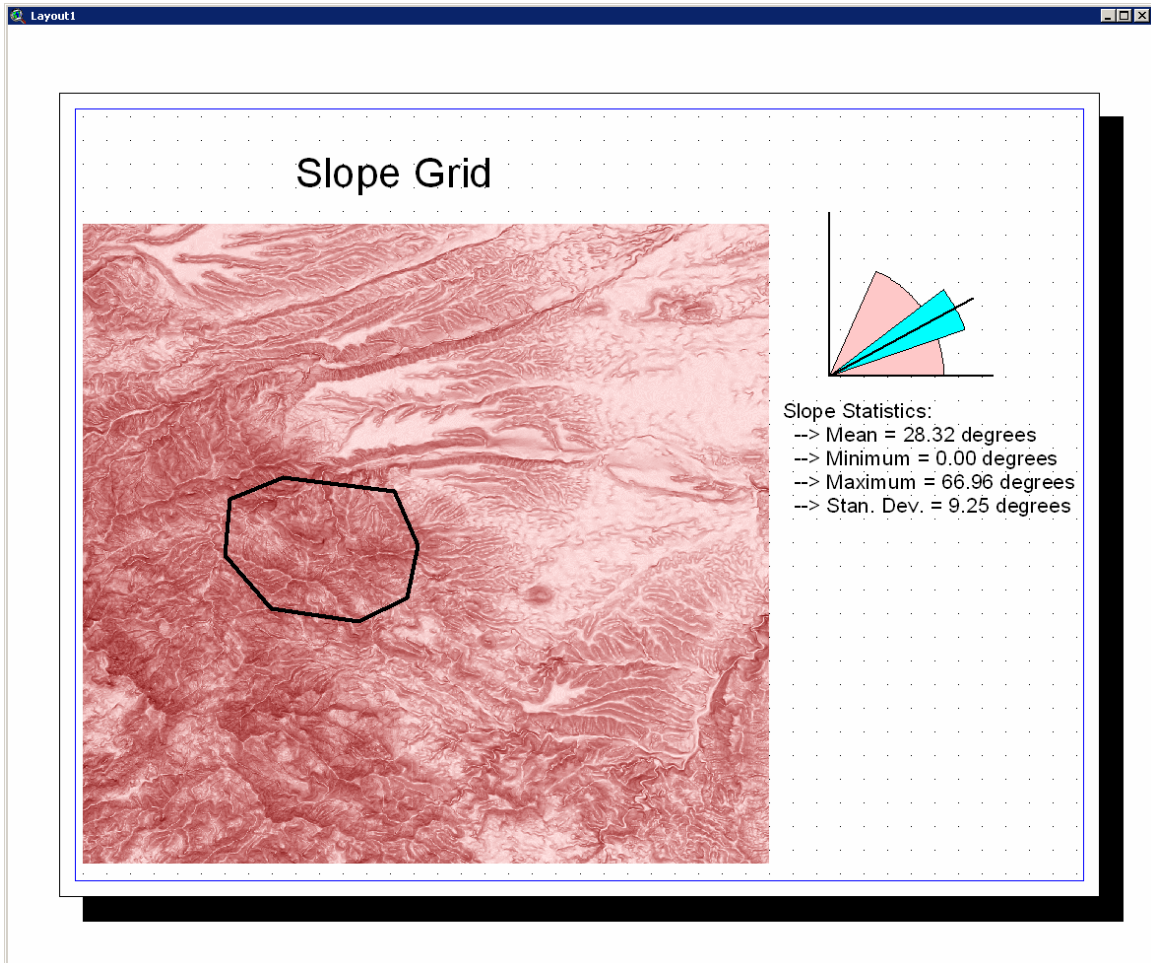 Layout1
Slope Grid
Slope Statistics:
--> Mean = 28.32 degrees
--> Minimum = 0.00 degrees
--> Maximum = 66.96 degrees
--> Stan. Dev. = 9.25 degrees